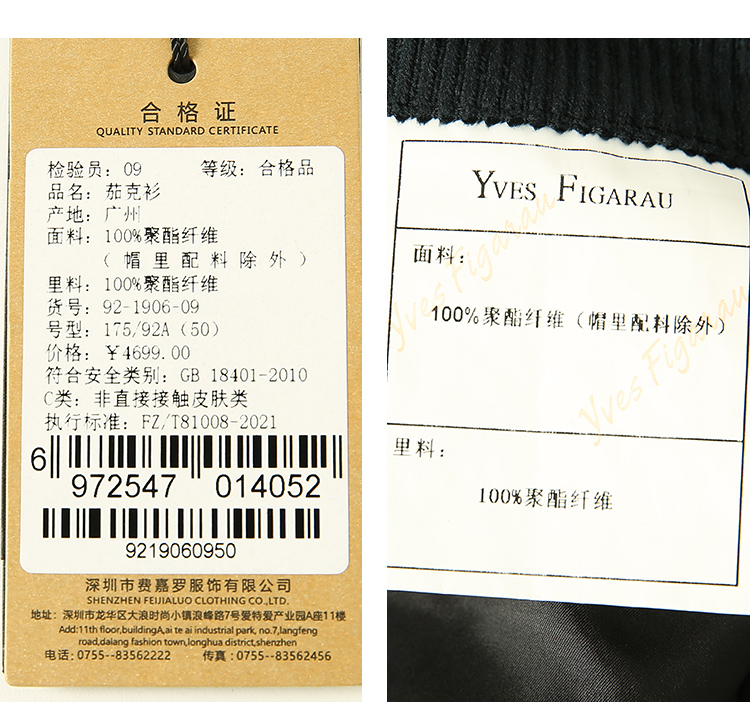 合格证
QUALITY STANDARD CERTIFICATE
检验员：09 等级：合格品
品名：茄克衫
产地：广州
面料：100%聚酯纤维
（帽里配料除外）
里料：100%聚酯纤维
货号：92-1906-09
号型：175/92A（50）
价格：￥4699.00
符合安全类别：GB 18401-2010
C类：非直接接触皮肤类
执行标准：FZ/T81008-2021
6 972547 014052
9219060950
深圳市费嘉罗服饰有限公司
SHENZHEN FEIJIALUO CLOTHING CO.,LTD.
地址：深圳市龙华区大浪时尚小镇浪峰路7号爱特爱产业园A座11楼
Add:11th floor,buildingA,ai te ai industrial park, no.7,langfeng
road,dalang fashion town,longhua district,shenzhen
电话：0755--83562222 传真：0755--83562456
YVES FIGARAU
面料：
100%聚酯纤维（帽里配料除外）
里料：
100%聚酯纤维
Yves Figarau
Yves Figarau